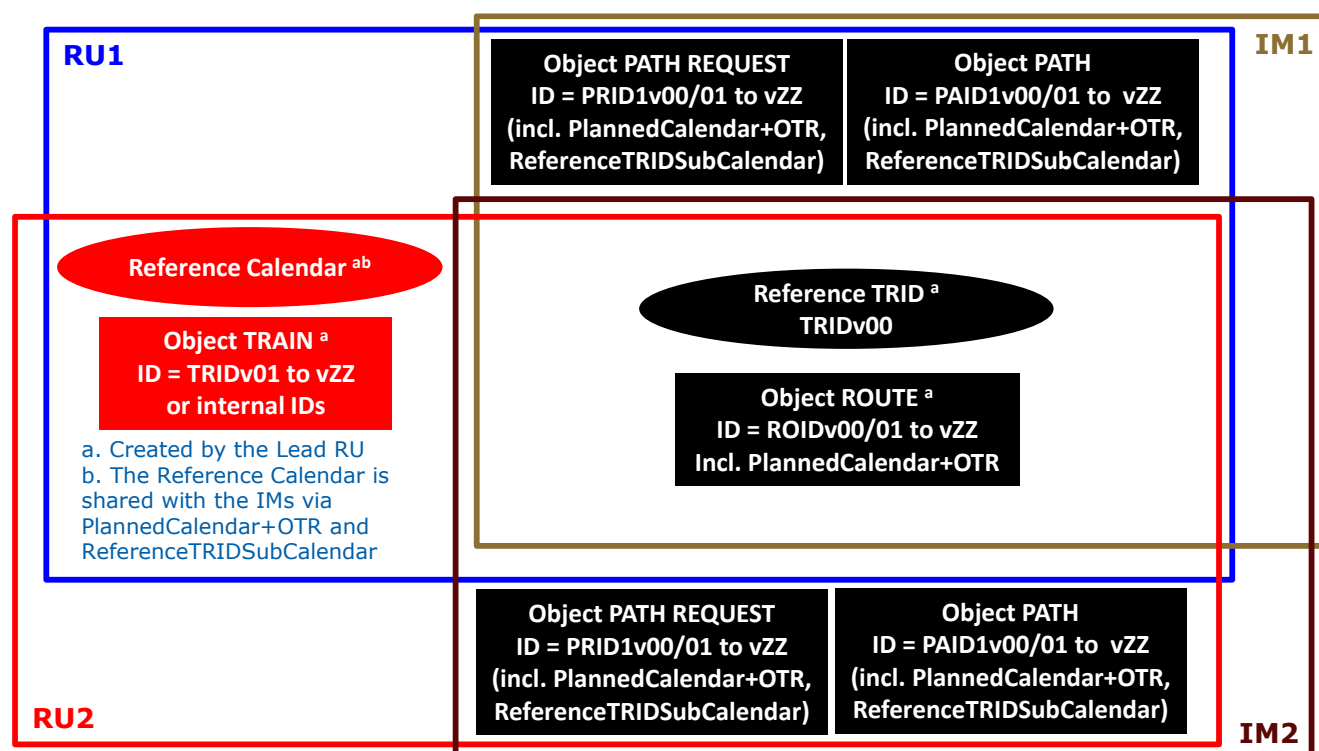 RU1
IM1
Object PATH REQUEST
ID = PRID1v00/01 to vZZ
(incl. PlannedCalendar+OTR,
ReferenceTRIDSubCalendar)
Object PATH
ID = PAID1v00/01 to  vZZ
(incl. PlannedCalendar+OTR,
ReferenceTRIDSubCalendar)
Reference Calendar ab
Object TRAIN a
ID = TRIDv01 to vZZ
or internal IDs
a. Created by the Lead RU
b. The Reference Calendar is
shared with the IMs via
PlannedCalendar+OTR and
ReferenceTRIDSubCalendar
Reference TRID a
TRIDv00
Object ROUTE a
ID = ROIDv00/01 to vZZ
Incl. PlannedCalendar+OTR
Object PATH REQUEST
ID = PRID1v00/01 to vZZ
(incl. PlannedCalendar+OTR,
ReferenceTRIDSubCalendar)
Object PATH
ID = PAID1v00/01 to  vZZ
(incl. PlannedCalendar+OTR,
ReferenceTRIDSubCalendar)
RU2
IM2